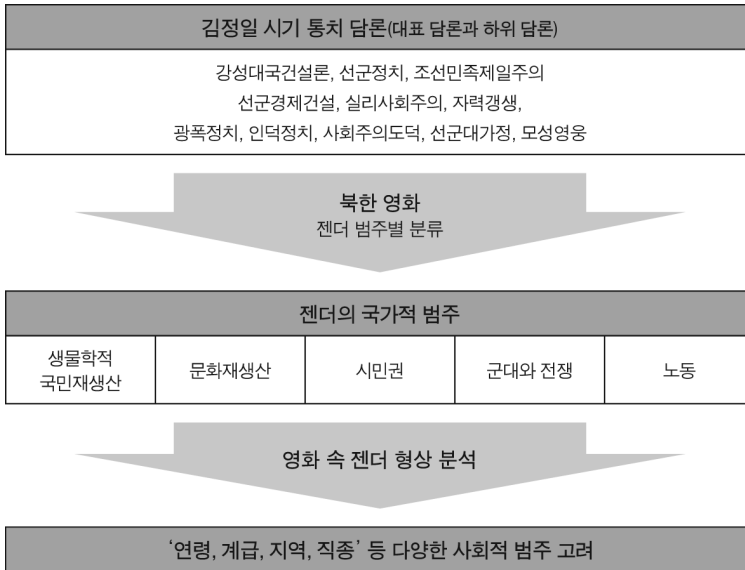 김정일 시기 통치 담론(대표 담론과 하위 담론)
강성대국건설론, 선군정치, 조선민족제일주의
선군경제건설, 실리사회주의, 자력갱생,
광폭정치, 인덕정치, 사회주의도덕, 선군대가정, 모성영웅
북한 영화
젠더 범주별 분류
젠더의 국가적 범주
생물학적
국민재생산
문화재생산
시민권
군대와 전쟁
노동
영화 속 젠더 형상 분석
‘연령, 계급, 지역, 직종’ 등 다양한 사회적 범주 고려